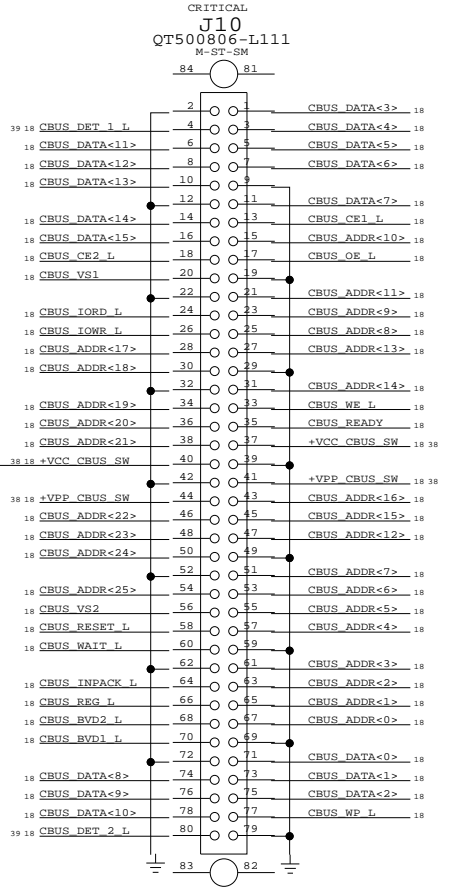 CRITICAL
J10
QT500806-L111
M-ST-SM
84 81
2 1 CBUS_DATA<3> 18
39 18 CBUS_DET_1_L 4 3 CBUS_DATA<4> 18
18 CBUS_DATA<11> 6 5 CBUS_DATA<5> 18
18 CBUS_DATA<12> 8 7 CBUS_DATA<6> 18
18 CBUS_DATA<13> 10 9
12 11 CBUS_DATA<7> 18
18 CBUS_DATA<14> 14 13 CBUS_CE1_L 18
18 CBUS_DATA<15> 16 15 CBUS_ADDR<10> 18
18 CBUS_CE2_L 18 17 CBUS_OE_L 18
18 CBUS_VS1 20 19
22 21 CBUS_ADDR<11> 18
18 CBUS_IORD_L 24 23 CBUS_ADDR<9> 18
18 CBUS_IOWR_L 26 25 CBUS_ADDR<8> 18
18 CBUS_ADDR<17> 28 27 CBUS_ADDR<13> 18
18 CBUS_ADDR<18> 30 29
32 31 CBUS_ADDR<14> 18
18 CBUS_ADDR<19> 34 33 CBUS_WE_L 18
18 CBUS_ADDR<20> 36 35 CBUS_READY 18
18 CBUS_ADDR<21> 38 37 +VCC_CBUS_SW 18 38
38 18 +VCC_CBUS_SW 40 39
42 41 +VPP_CBUS_SW 18 38
38 18 +VPP_CBUS_SW 44 43 CBUS_ADDR<16> 18
18 CBUS_ADDR<22> 46 45 CBUS_ADDR<15> 18
18 CBUS_ADDR<23> 48 47 CBUS_ADDR<12> 18
18 CBUS_ADDR<24> 50 49
52 51 CBUS_ADDR<7> 18
18 CBUS_ADDR<25> 54 53 CBUS_ADDR<6> 18
18 CBUS_VS2 56 55 CBUS_ADDR<5> 18
18 CBUS_RESET_L 58 57 CBUS_ADDR<4> 18
18 CBUS_WAIT_L 60 59
62 61 CBUS_ADDR<3> 18
18 CBUS_INPACK_L 64 63 CBUS_ADDR<2> 18
18 CBUS_REG_L 66 65 CBUS_ADDR<1> 18
18 CBUS_BVD2_L 68 67 CBUS_ADDR<0> 18
18 CBUS_BVD1_L 70 69
72 71 CBUS_DATA<0> 18
18 CBUS_DATA<8> 74 73 CBUS_DATA<1> 18
18 CBUS_DATA<9> 76 75 CBUS_DATA<2> 18
18 CBUS_DATA<10> 78 77 CBUS_WP_L 18
39 18 CBUS_DET_2_L 80 79
83 82